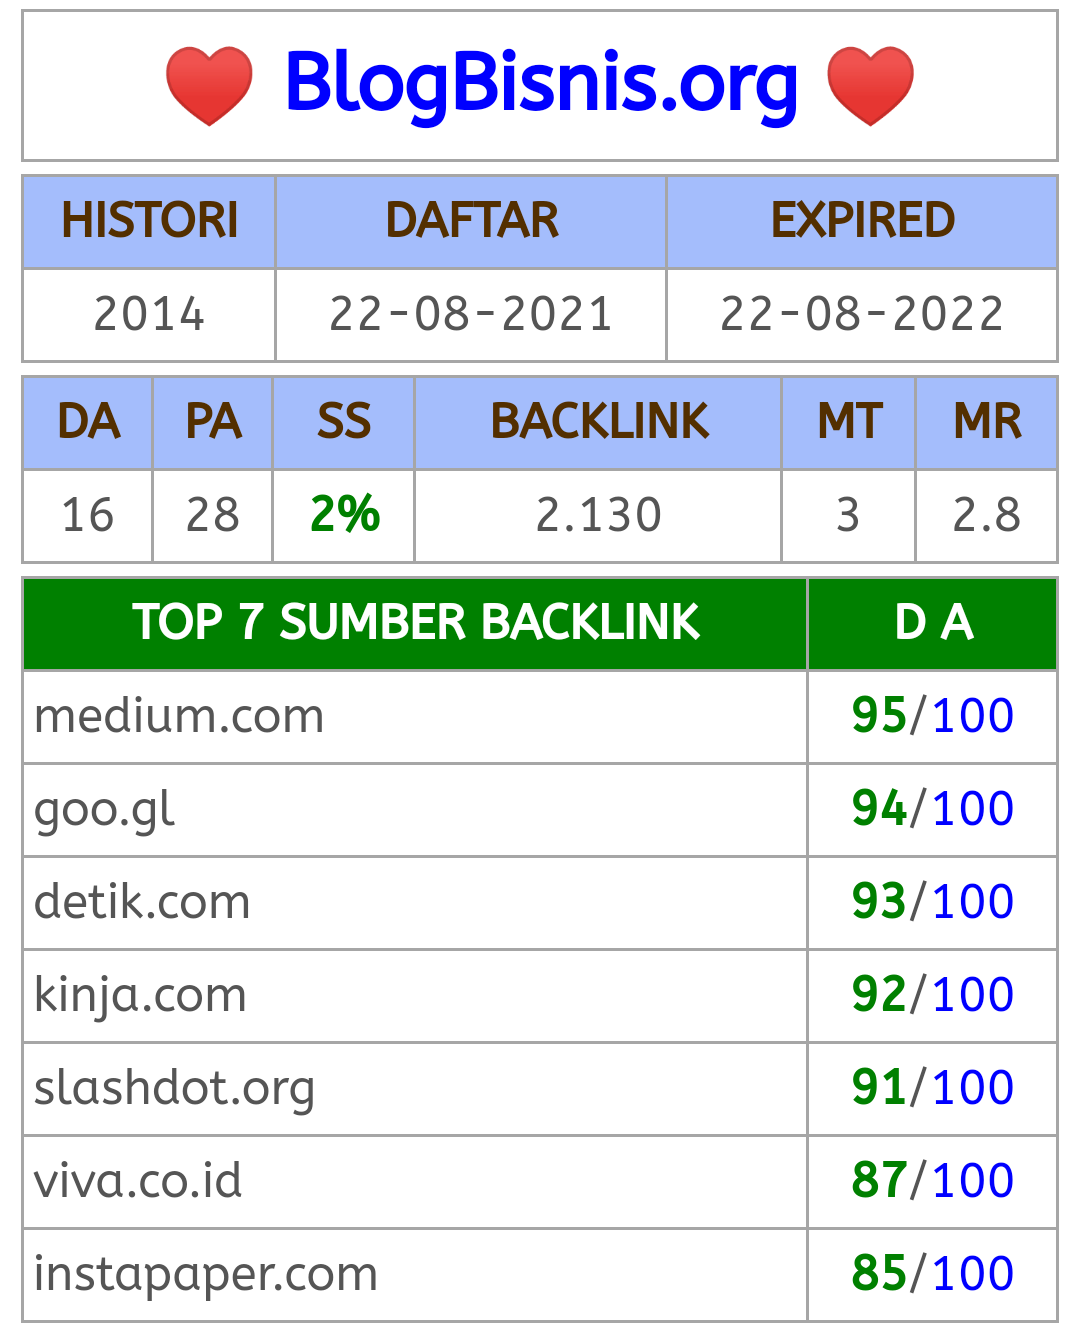 BlogBisnis.org
HISTORI DAFTAR EXPIRED
2014 22-08-2021 22-08-2022
DA PA SS BACKLINK MT MR
16 28 2% 2.130 3 2.8
TOP 7 SUMBER BACKLINK D A
medium.com 95/100
goo.gl 94/100
detik.com 93/100
kinja.com 92/100
slashdot.org 91/100
viva.co.id 87/100
instapaper.com 85/100